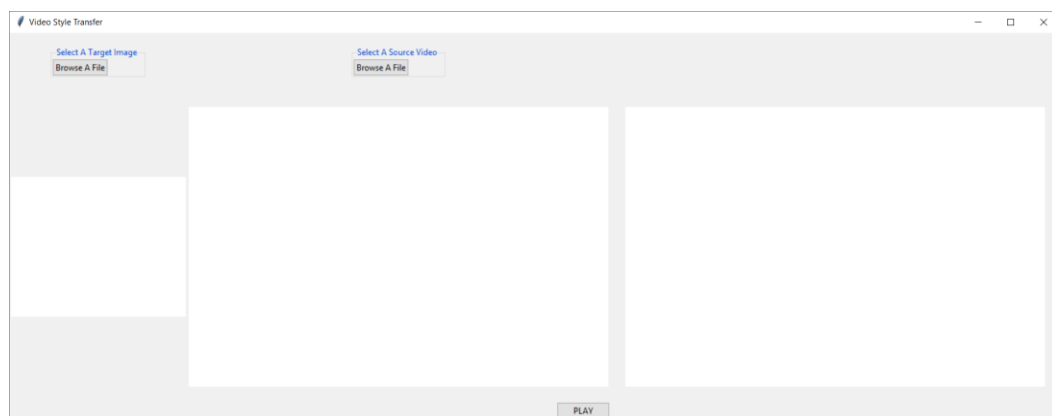 Video Style Transfer
Select A Target Image
Browse A File
Select A Source Video
Browse A File
PLAY